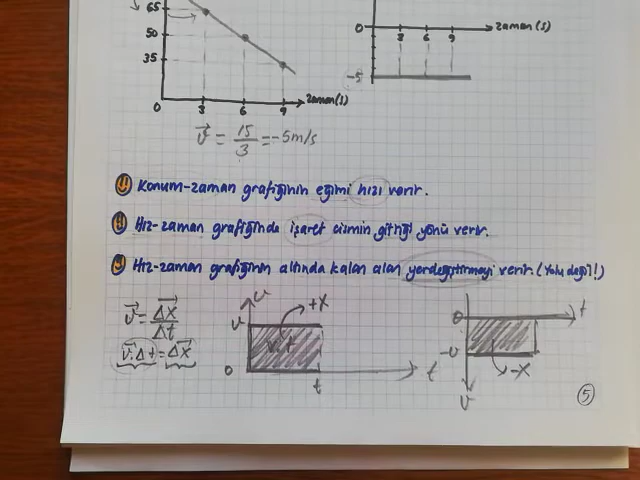 65
50
35
0 3 6 9 zaman(s)
0 3 6 9 zaman(s)
-5
v = 15/3 = -5m/s
Konum-zaman grafiğinin eğimi hızı verir.
Hız-zaman grafiğinde işaret cismin gittiği yönü verir.
Hız-zaman grafiğinin altında kalan alan yerdeğiştirmeyi verir. (Yolu değil!)
v = Δx/Δt
v.Δt = Δx
v
v
+x
v.t
0 t t
0 t
-v
-x
v
5